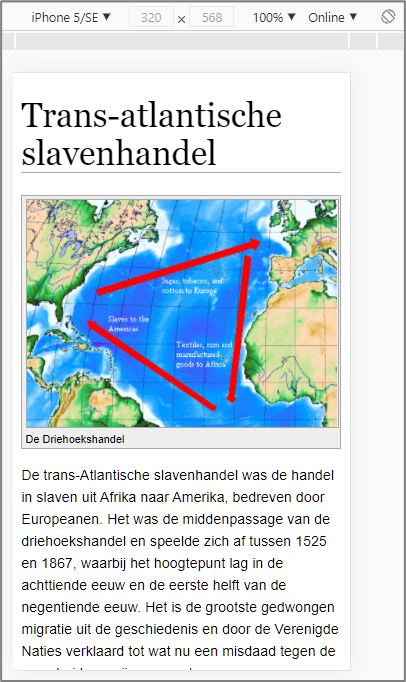 iPhone 5/SE ▼ 320 × 568 100% ▼ Online ▼
Trans-atlantische
slavenhandel
Sugar, tobacco, and
cotton to Europe
Slaves to the
Americas
Textiles, rum and
manufactured
goods to Africa
De Driehoekshandel
De trans-Atlantische slavenhandel was de handel
in slaven uit Afrika naar Amerika, bedreven door
Europeanen. Het was de middenpassage van de
driehoekshandel en speelde zich af tussen 1525
en 1867, waarbij het hoogtepunt lag in de
achttiende eeuw en de eerste helft van de
negentiende eeuw. Het is de grootste gedwongen
migratie uit de geschiedenis en door de Verenigde
Naties verklaard tot wat nu een misdaad tegen de